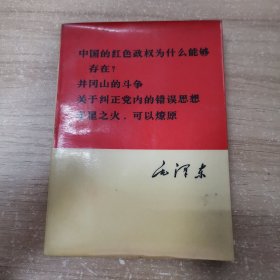 中国的红色政权为什么能够
存在？
井冈山的斗争
关于纠正党内的错误思想
星星之火，可以燎原
毛泽东